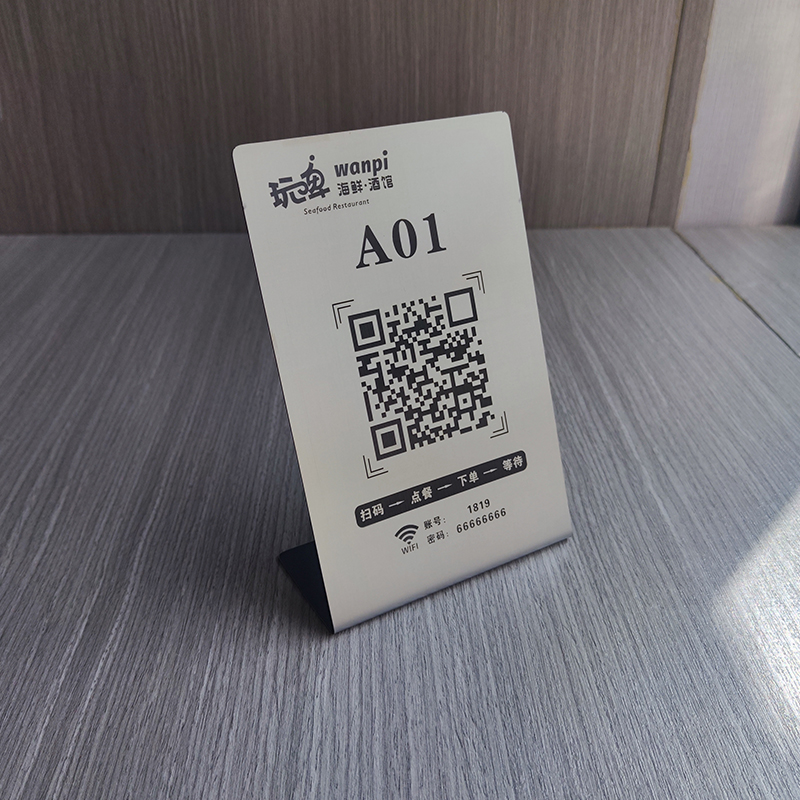 玩皮 wanpi
海鲜·酒馆
Seafood Restaurant
A01
扫码 — 点餐 — 下单 — 等待
账号: 1819
密码: 66666666
WIFI